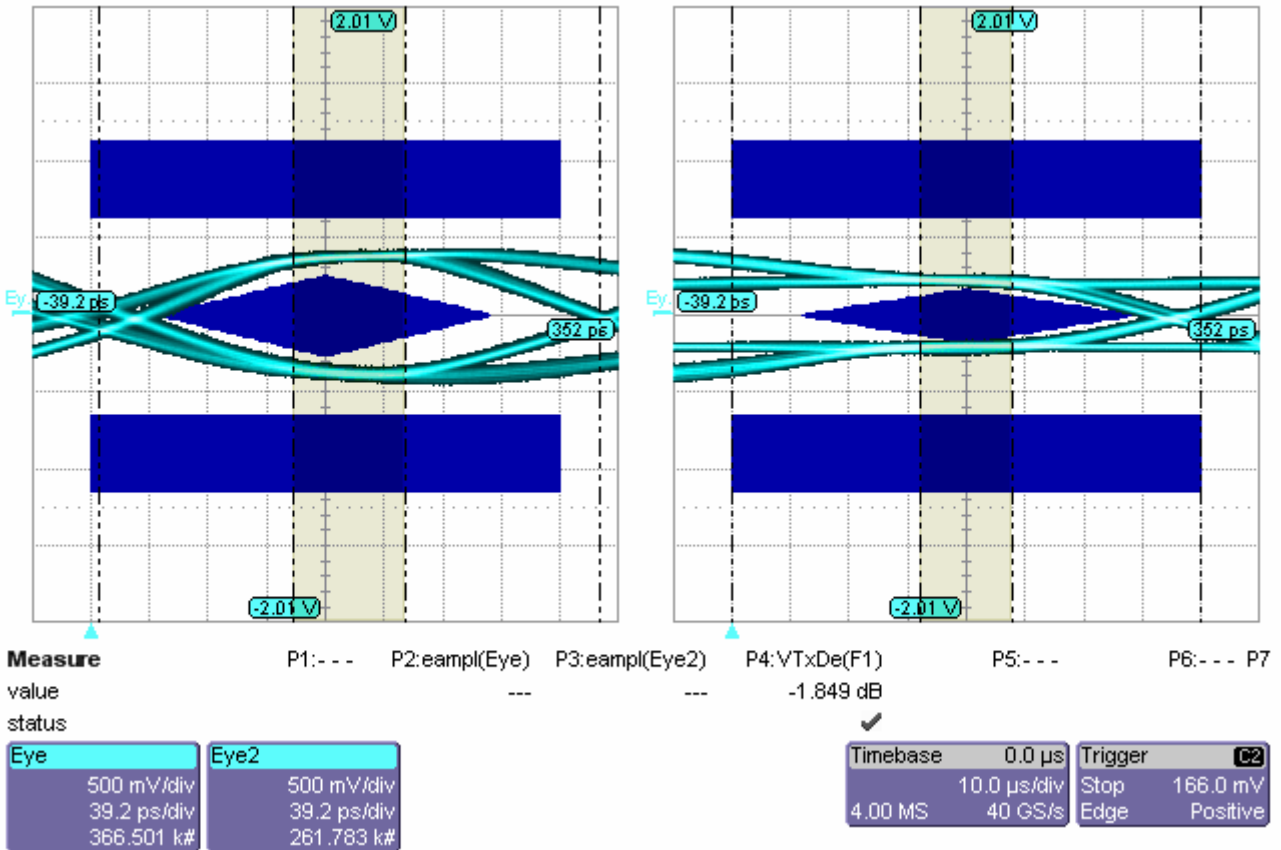 2.01 V 2.01 V
Ey. -39.2 ps 352 ps Ey. -39.2 ps 352 ps
-2.01 V -2.01 V
Measure P1:- - - P2:eampl(Eye) P3:eampl(Eye2) P4:VTxDe(F1) P5:- - - P6:- - - P7
value --- --- -1.849 dB
status
Eye Eye2 Timebase 0.0 µs Trigger C2
500 mV/div 500 mV/div 10.0 µs/div Stop 166.0 mV
39.2 ps/div 39.2 ps/div 4.00 MS 40 GS/s Edge Positive
366.501 k# 261.783 k#